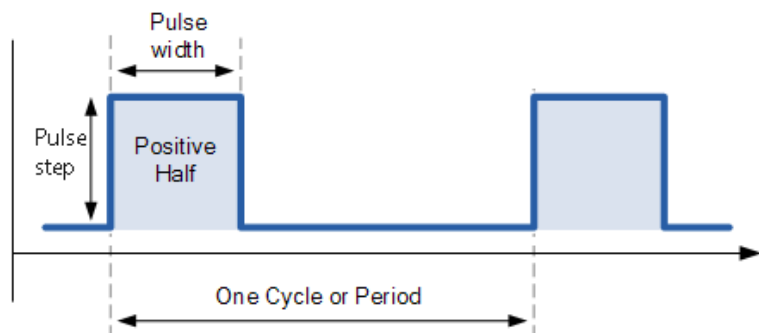 Pulse
width
Pulse
step
Positive
Half
One Cycle or Period